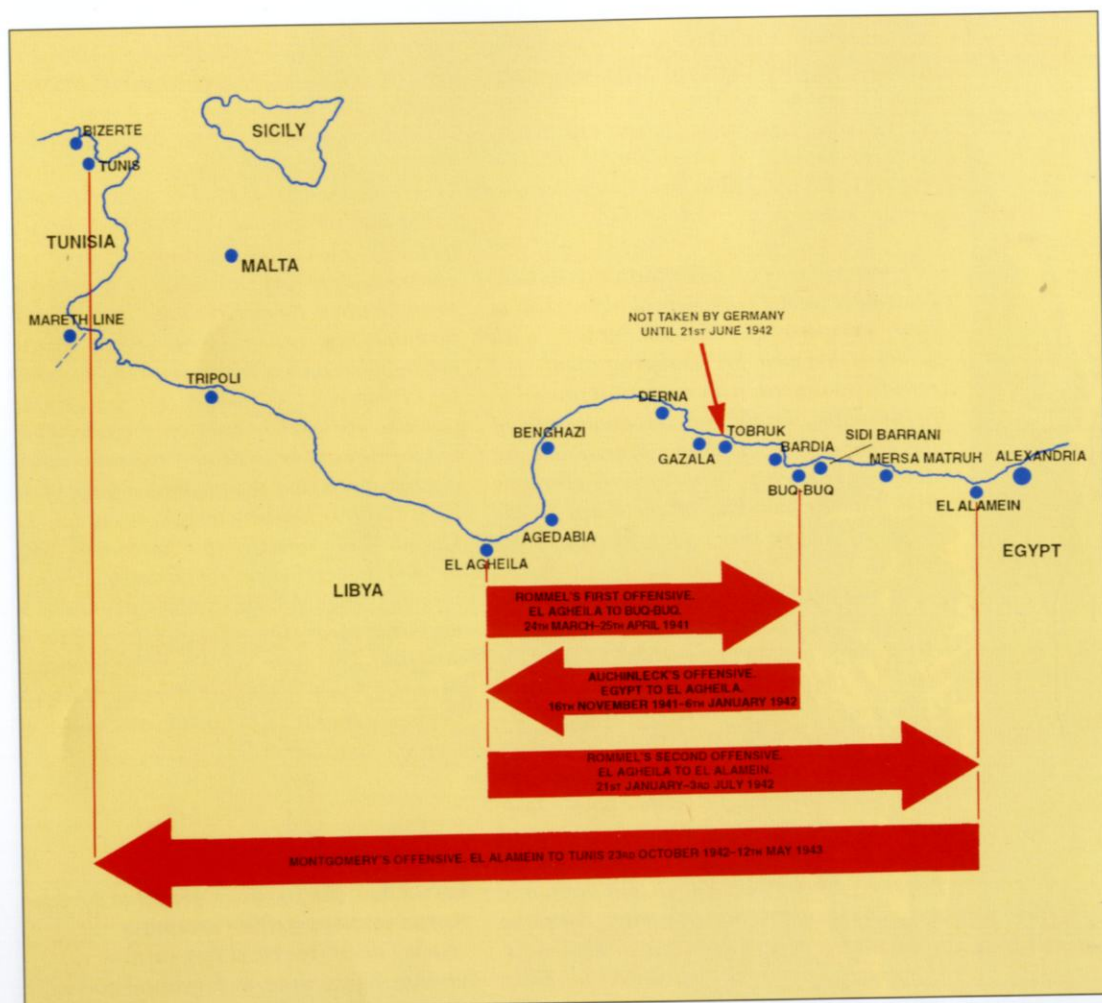 BIZERTE
SICILY
TUNIS
TUNISIA
MALTA
MARETH LINE
NOT TAKEN BY GERMANY
UNTIL 21ST JUNE 1942
TRIPOLI
DERNA
BENGHAZI
TOBRUK
SIDI BARRANI
GAZALA
BARDIA
MERSA MATRUH
ALEXANDRIA
BUQ-BUQ
EL ALAMEIN
AGEDABIA
EL AGHEILA
EGYPT
LIBYA
ROMMEL'S FIRST OFFENSIVE.
EL AGHEILA TO BUQ-BUQ.
24TH MARCH–25TH APRIL 1941
AUCHINLECK'S OFFENSIVE.
EGYPT TO EL AGHEILA.
16TH NOVEMBER 1941–6TH JANUARY 1942
ROMMEL'S SECOND OFFENSIVE.
EL AGHEILA TO EL ALAMEIN.
21ST JANUARY–3RD JULY 1942
MONTGOMERY'S OFFENSIVE. EL ALAMEIN TO TUNIS 23RD OCTOBER 1942–12TH MAY 1943